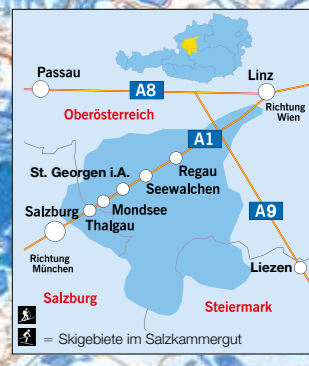 Passau
A8
Linz
Oberösterreich
Richtung
Wien
A1
St. Georgen i.A.
Regau
Seewalchen
Salzburg
Mondsee
Thalgau
A9
Richtung
München
Liezen
Salzburg
Steiermark
= Skigebiete im Salzkammergut